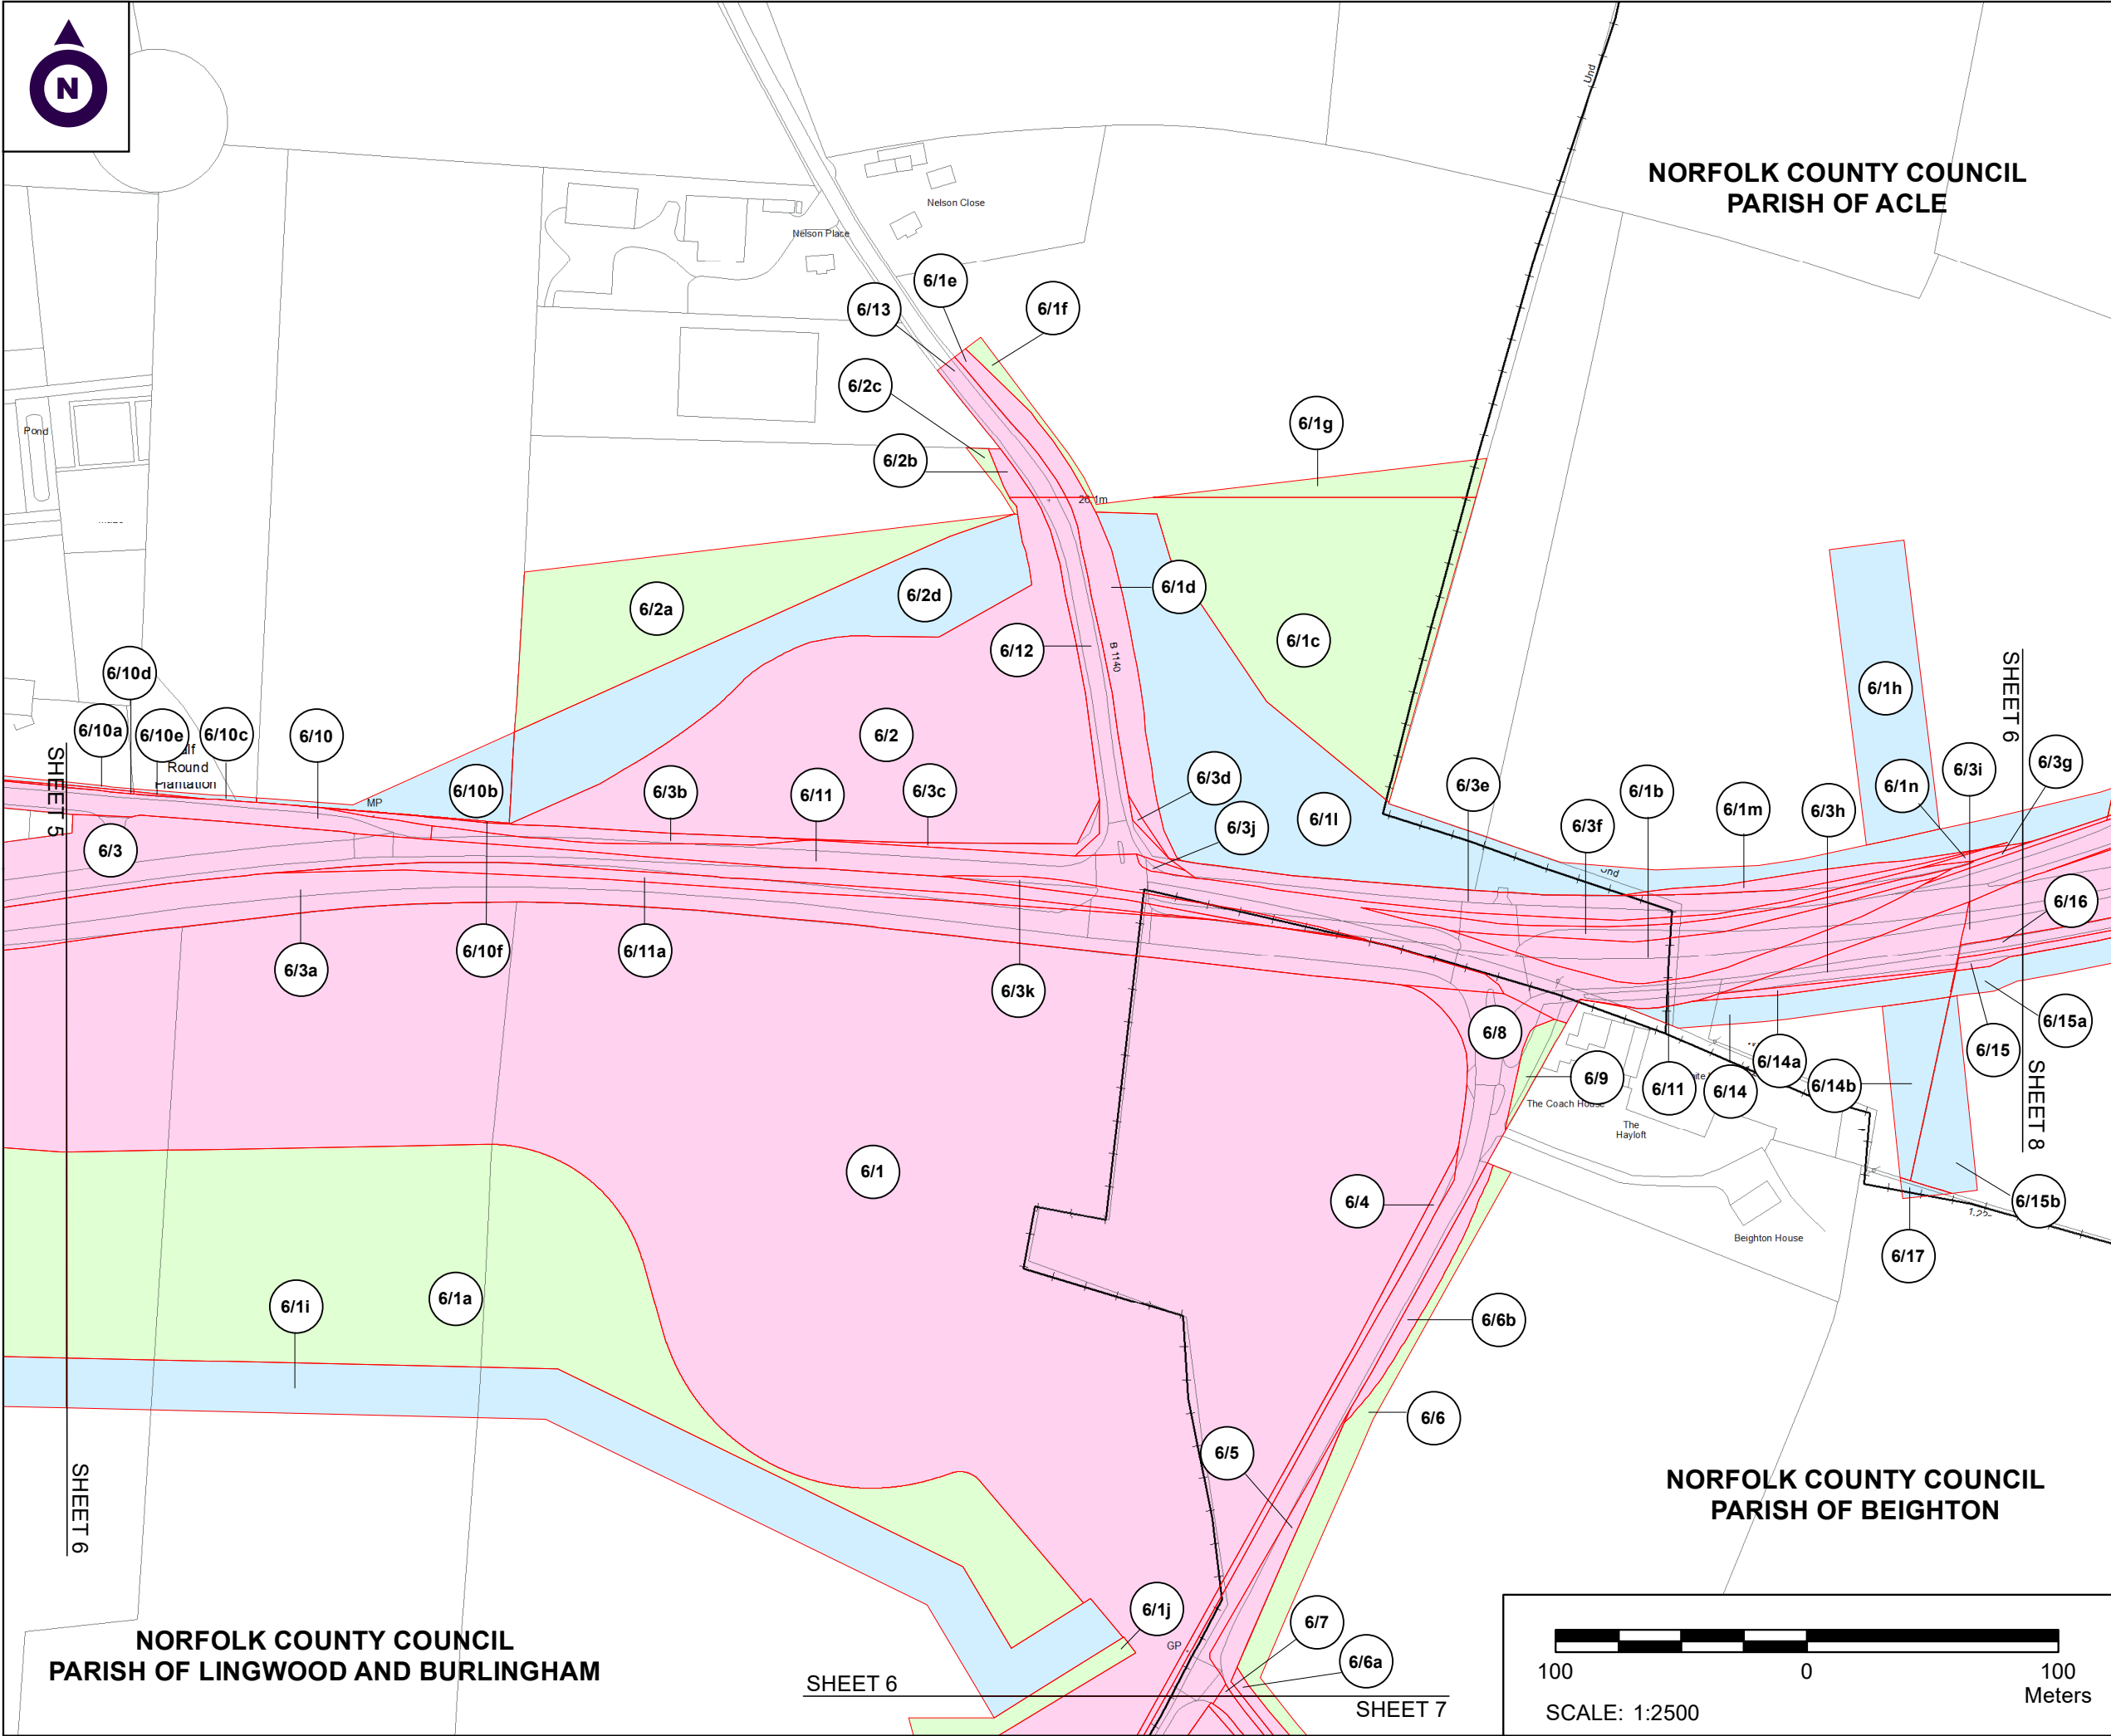 N
NORFOLK COUNTY COUNCIL
PARISH OF ACLE
Und
Nelson Close
Nelson Place
6/1e
6/13
6/1f
6/2c
6/1g
Pond
6/2b
26.1m
6/1d
6/2d
6/2a
6/1c
6/12
B 1140
6/10d
6/1h
SHEET 6
6/10a
6/10e
6/10c
6/10
6/2
SHEET 5
Round
Plantation
MP
6/10b
6/3b
6/11
6/3c
6/3d
6/3e
6/1b
6/1n
6/3i
6/3g
6/3j
6/1l
6/3f
6/1m
6/3h
6/3
Und
6/16
6/3a
6/10f
6/11a
6/3k
6/8
6/15a
6/9
6/11
6/14
6/14a
6/14b
6/15
SHEET 8
The Coach House
The
Hayloft
6/1
6/4
6/15b
Beighton House
6/17
6/1i
6/1a
6/6b
6/6
6/5
SHEET 6
NORFOLK COUNTY COUNCIL
PARISH OF BEIGHTON
6/1j
6/7
GP
6/6a
NORFOLK COUNTY COUNCIL
PARISH OF LINGWOOD AND BURLINGHAM
SHEET 6
SHEET 7
100 0 100
Meters
SCALE: 1:2500